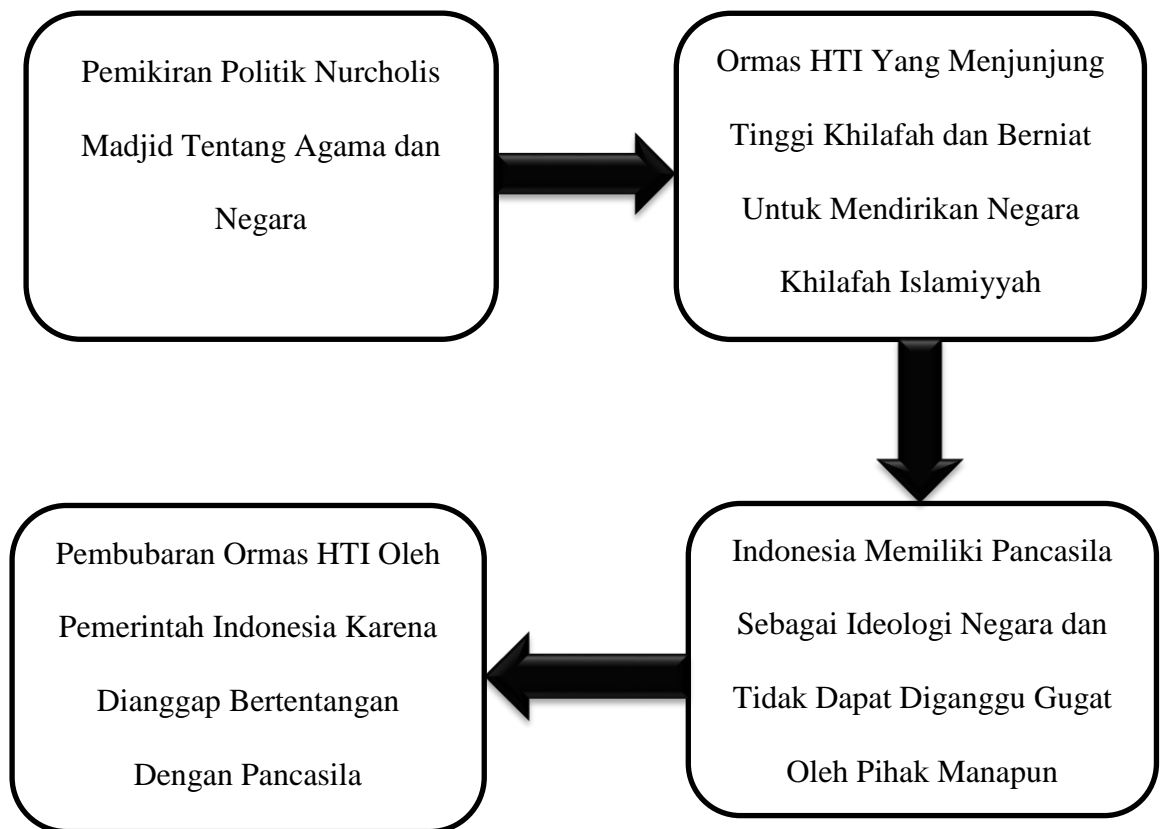 Pemikiran Politik Nurcholis
Madjid Tentang Agama dan
Negara
Ormas HTI Yang Menjunjung
Tinggi Khilafah dan Berniat
Untuk Mendirikan Negara
Khilafah Islamiyyah
Indonesia Memiliki Pancasila
Sebagai Ideologi Negara dan
Tidak Dapat Diganggu Gugat
Oleh Pihak Manapun
Pembubaran Ormas HTI Oleh
Pemerintah Indonesia Karena
Dianggap Bertentangan
Dengan Pancasila